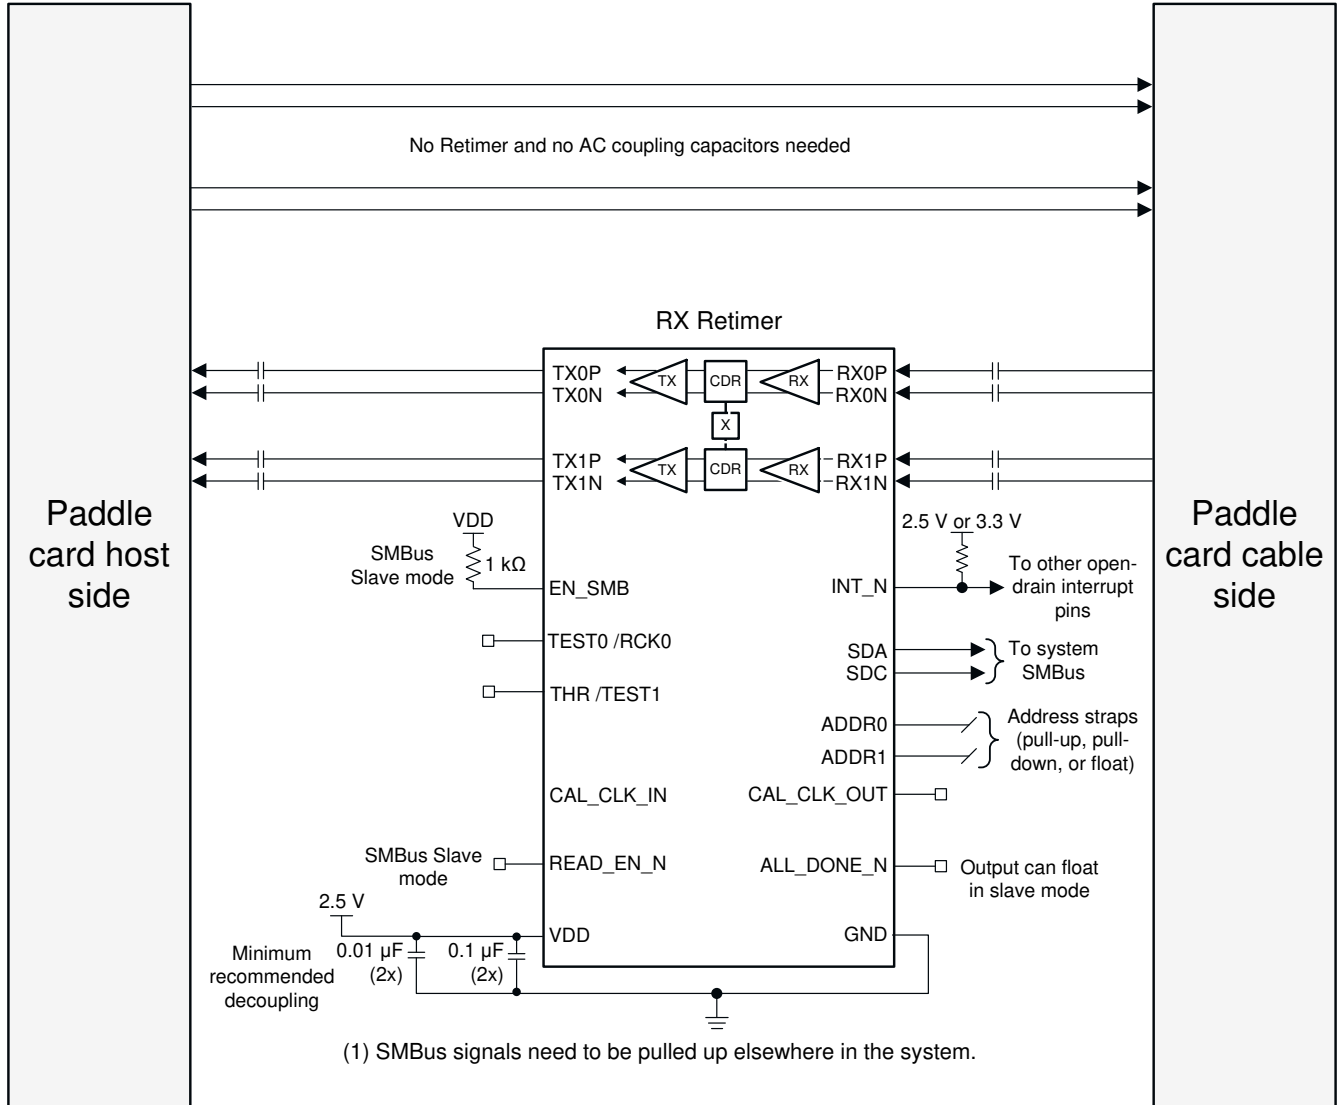 No Retimer and no AC coupling capacitors needed
RX Retimer
TX0P
TX0N
TX
CDR
RX
RX0P
RX0N
X
TX1P
TX1N
TX
CDR
RX
RX1P
RX1N
Paddle
card host
side
Paddle
card cable
side
VDD
SMBus
Slave mode
1 kΩ
EN_SMB
2.5 V or 3.3 V
INT_N
To other open-
drain interrupt
pins
TEST0 /RCK0
SDA
SDC
To system
SMBus
THR /TEST1
ADDR0
ADDR1
Address straps
(pull-up, pull-
down, or float)
CAL_CLK_IN
CAL_CLK_OUT
SMBus Slave
mode
READ_EN_N
ALL_DONE_N
Output can float
in slave mode
2.5 V
VDD
GND
Minimum
recommended
decoupling
0.01 µF
(2x)
0.1 µF
(2x)
(1) SMBus signals need to be pulled up elsewhere in the system.